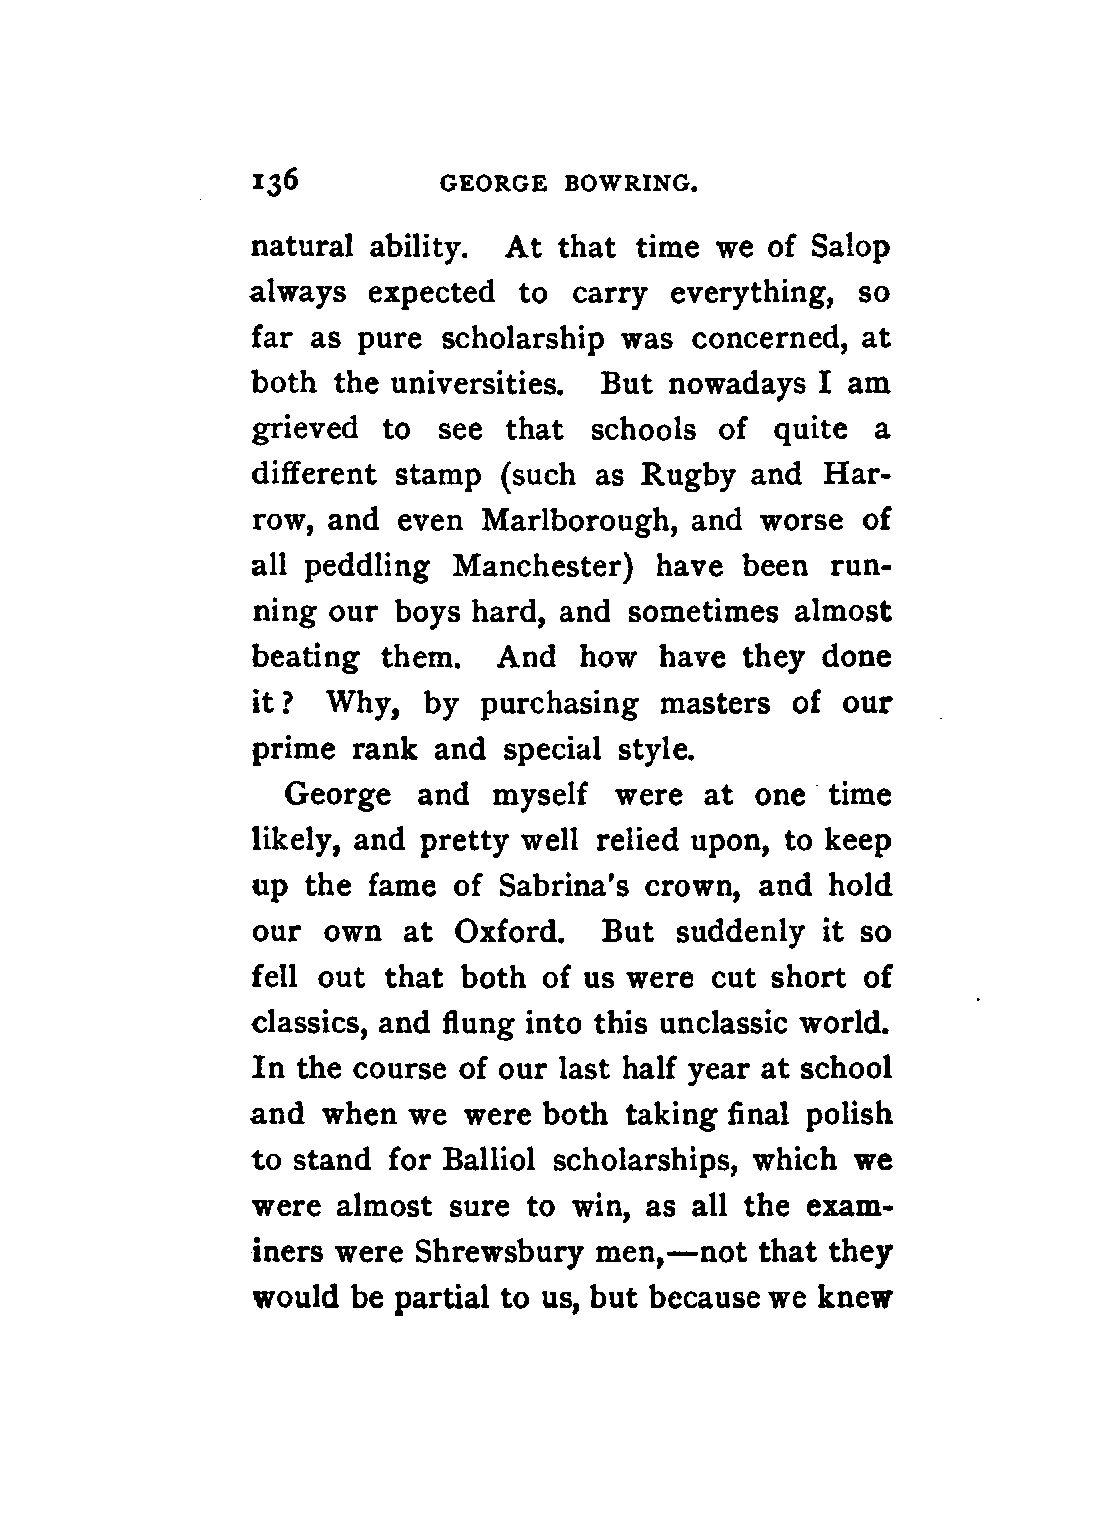 136 GEORGE BOWRING.
natural ability. At that time we of Salop
always expected to carry everything, so
far as pure scholarship was concerned, at
both the universities. But nowadays I am
grieved to see that schools of quite a
different stamp (such as Rugby and Har-
row, and even Marlborough, and worse of
all peddling Manchester) have been run-
ning our boys hard, and sometimes almost
beating them. And how have they done
it? Why, by purchasing masters of our
prime rank and special style.
George and myself were at one time
likely, and pretty well relied upon, to keep
up the fame of Sabrina's crown, and hold
our own at Oxford. But suddenly it so
fell out that both of us were cut short of
classics, and flung into this unclassic world.
In the course of our last half year at school
and when we were both taking final polish
to stand for Balliol scholarships, which we
were almost sure to win, as all the exam-
iners were Shrewsbury men,—not that they
would be partial to us, but because we knew